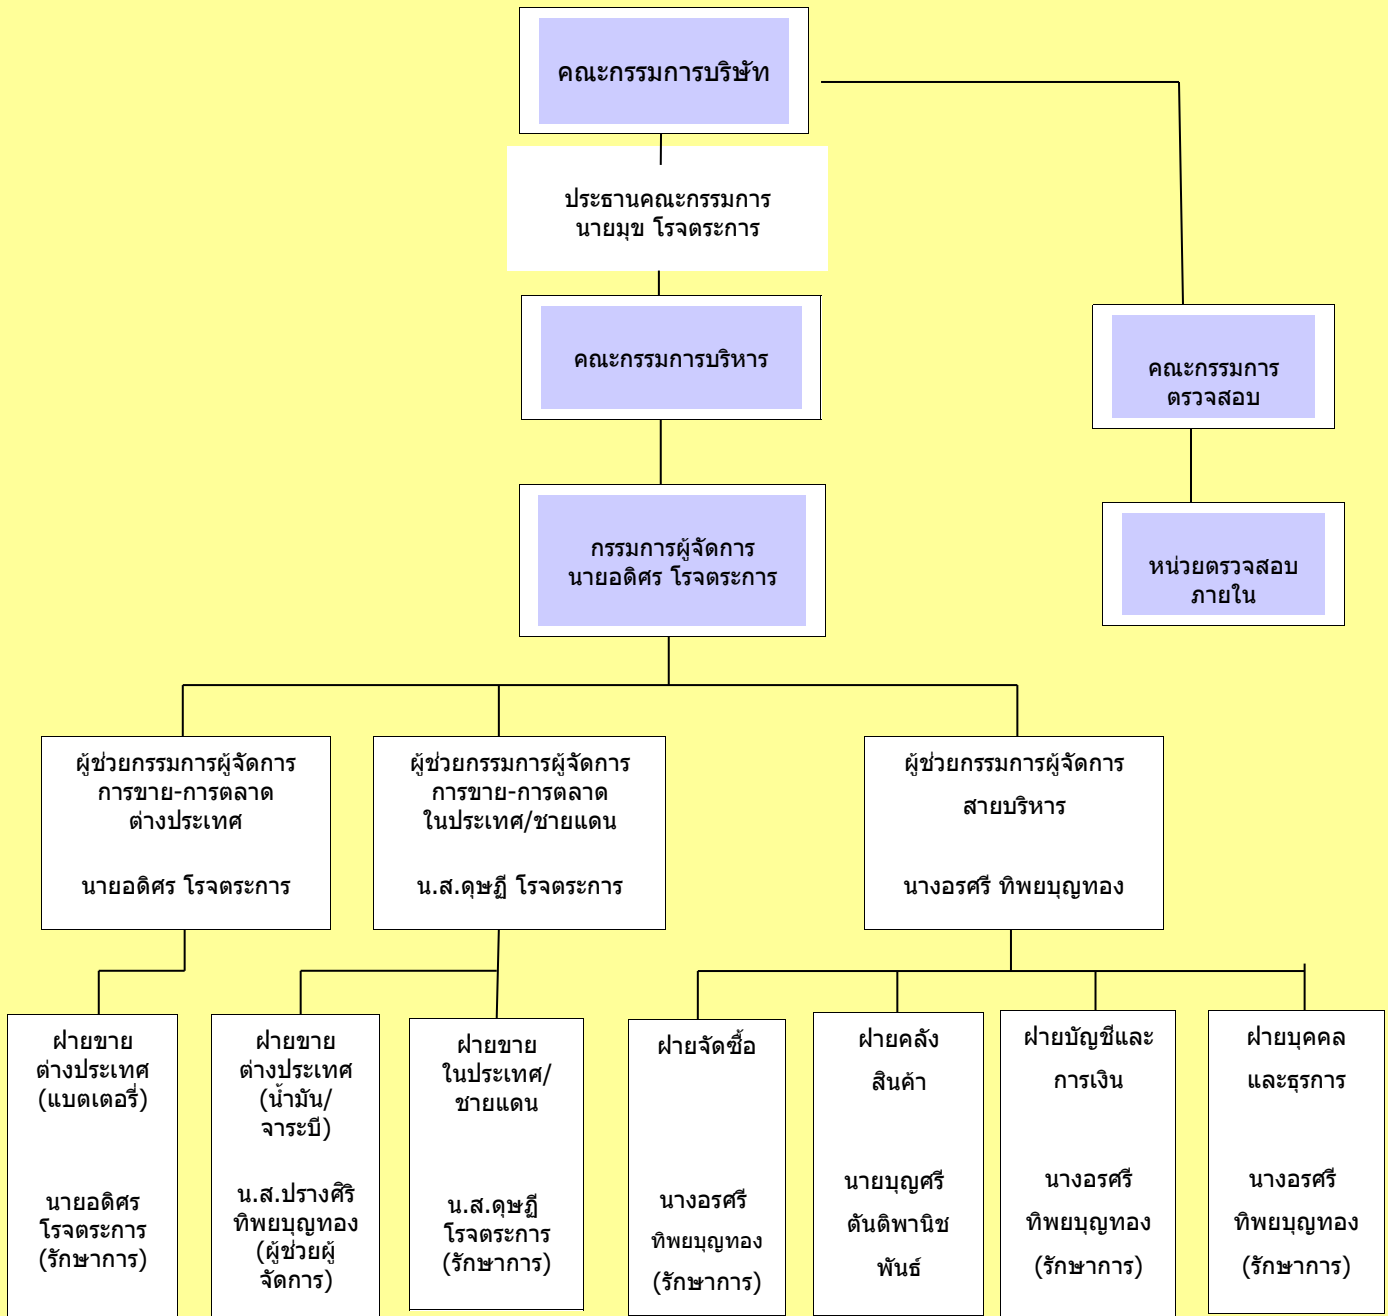 คณะกรรมการบริษัท
ประธานคณะกรรมการ
นายมุข โรจตระการ
คณะกรรมการบริหาร
คณะกรรมการ
ตรวจสอบ
กรรมการผู้จัดการ
นายอดิศร โรจตระการ
หน่วยตรวจสอบ
ภายใน
ผู้ช่วยกรรมการผู้จัดการ
การขาย-การตลาด
ต่างประเทศ
นายอดิศร โรจตระการ
ผู้ช่วยกรรมการผู้จัดการ
การขาย-การตลาด
ในประเทศ/ชายแดน
น.ส.ดุษฎี โรจตระการ
ผู้ช่วยกรรมการผู้จัดการ
สายบริหาร
นางอรศรี ทิพยบุญทอง
ฝ่ายขาย
ต่างประเทศ
(แบตเตอรี่)
นายอดิศร
โรจตระการ
(รักษาการ)
ฝ่ายขาย
ต่างประเทศ
(น้ำมัน/
จาระบี)
น.ส.ปรางศิริ
ทิพยบุญทอง
(ผู้ช่วยผู้
จัดการ)
ฝ่ายขาย
ในประเทศ/
ชายแดน
น.ส.ดุษฎี
โรจตระการ
(รักษาการ)
ฝ่ายจัดซื้อ
นางอรศรี
ทิพยบุญทอง
(รักษาการ)
ฝ่ายคลัง
สินค้า
นายบุญศรี
ตันติพานิช
พันธ์
ฝ่ายบัญชีและ
การเงิน
นางอรศรี
ทิพยบุญทอง
(รักษาการ)
ฝ่ายบุคคล
และธุรการ
นางอรศรี
ทิพยบุญทอง
(รักษาการ)